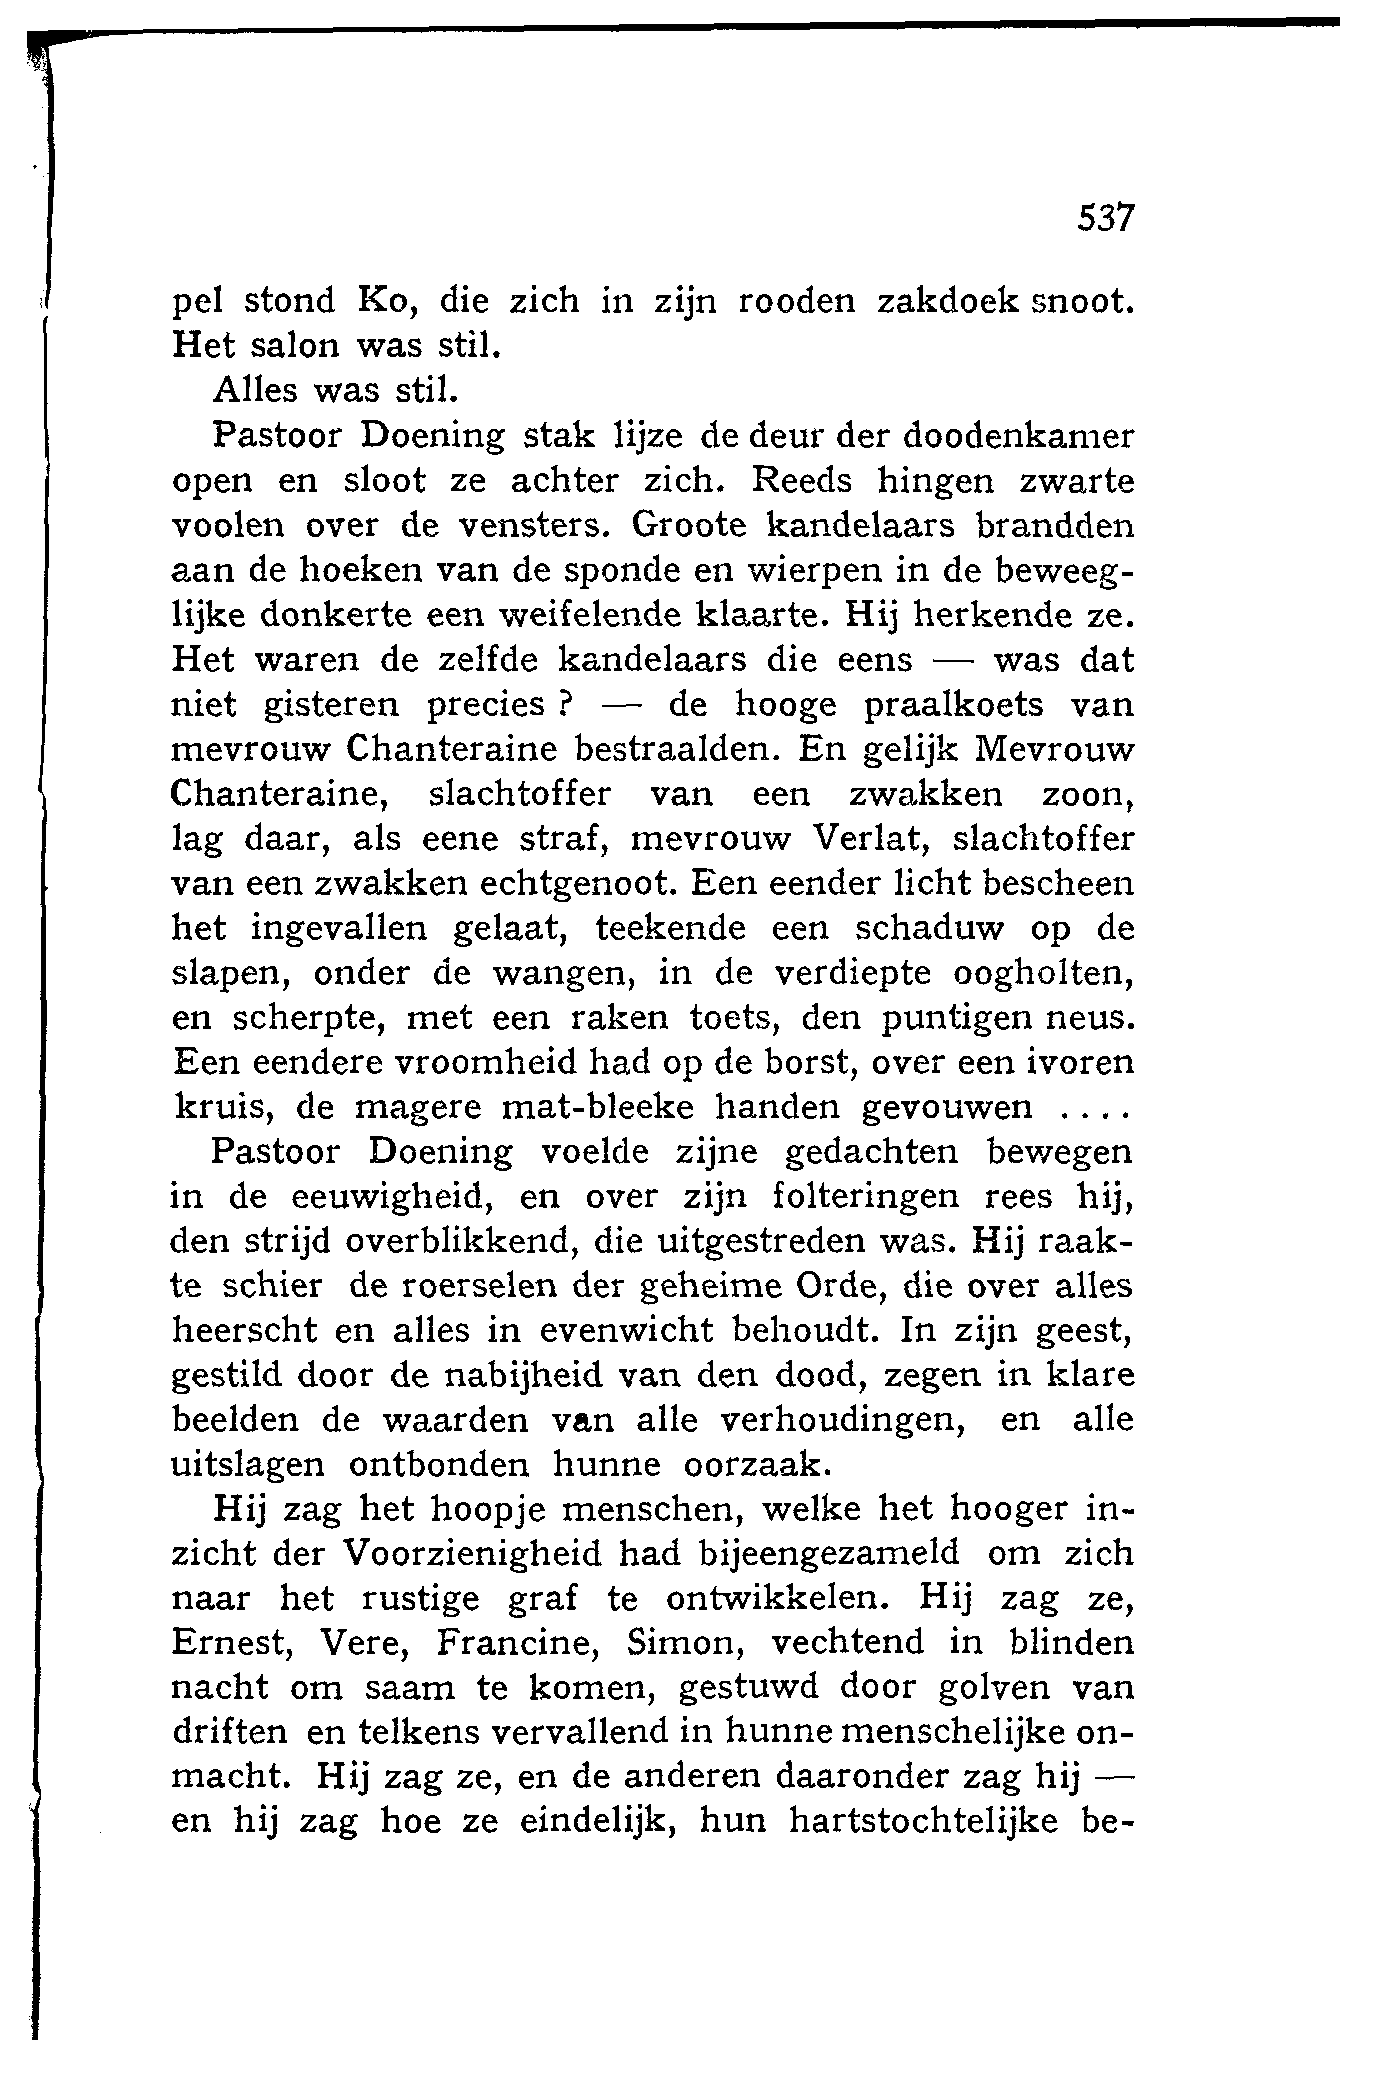 537
pel stond Ko, die zich in zijn rooden zakdoek snoot.
Het salon was stil.
Alles was stil.
Pastoor Doening stak lijze de deur der doodenkamer
open en sloot ze achter zich. Reeds hingen zwarte
voolen over de vensters. Groote kandelaars brandden
aan de hoeken van de sponde en wierpen in de beweeg-
lijke donkerte een weifelende klaarte. Hij herkende ze.
Het waren de zelfde kandelaars die eens — was dat
niet gisteren precies ? — de hooge praalkoets van
mevrouw Chanteraine bestraalden. En gelijk Mevrouw
Chanteraine, slachtoffer van een zwakken zoon,
lag daar, als eene straf, mevrouw Verlat, slachtoffer
van een zwakken echtgenoot. Een eender licht bescheen
het ingevallen gelaat, teekende een schaduw op de
slapen, onder de wangen, in de verdiepte oogholten,
en scherpte, met een raken toets, den puntigen neus.
Een eendere vroomheid had op de borst, over een ivoren
kruis, de magere mat-bleeke handen gevouwen ....
Pastoor Doening voelde zijne gedachten bewegen
in de eeuwigheid, en over zijn folteringen rees hij,
den strijd overblikkend, die uitgestreden was. Hij raak-
te schier de roerselen der geheime Orde, die over alles
heerscht en alles in evenwicht behoudt. In zijn geest,
gestild door de nabijheid van den dood, zegen in klare
beelden de waarden van alle verhoudingen, en alle
uitslagen ontbonden hunne oorzaak.
Hij zag het hoopje menschen, welke het hooger in-
zicht der Voorzienigheid had bijeengezameld om zich
naar het rustige graf te ontwikkelen. Hij zag ze,
Ernest, Vere, Francine, Simon, vechtend in blinden
nacht om saam te komen, gestuwd door golven van
driften en telkens vervallend in hunne menschelijke on-
macht. Hij zag ze, en de anderen daaronder zag hij —
en hij zag hoe ze eindelijk, hun hartstochtelijke be-